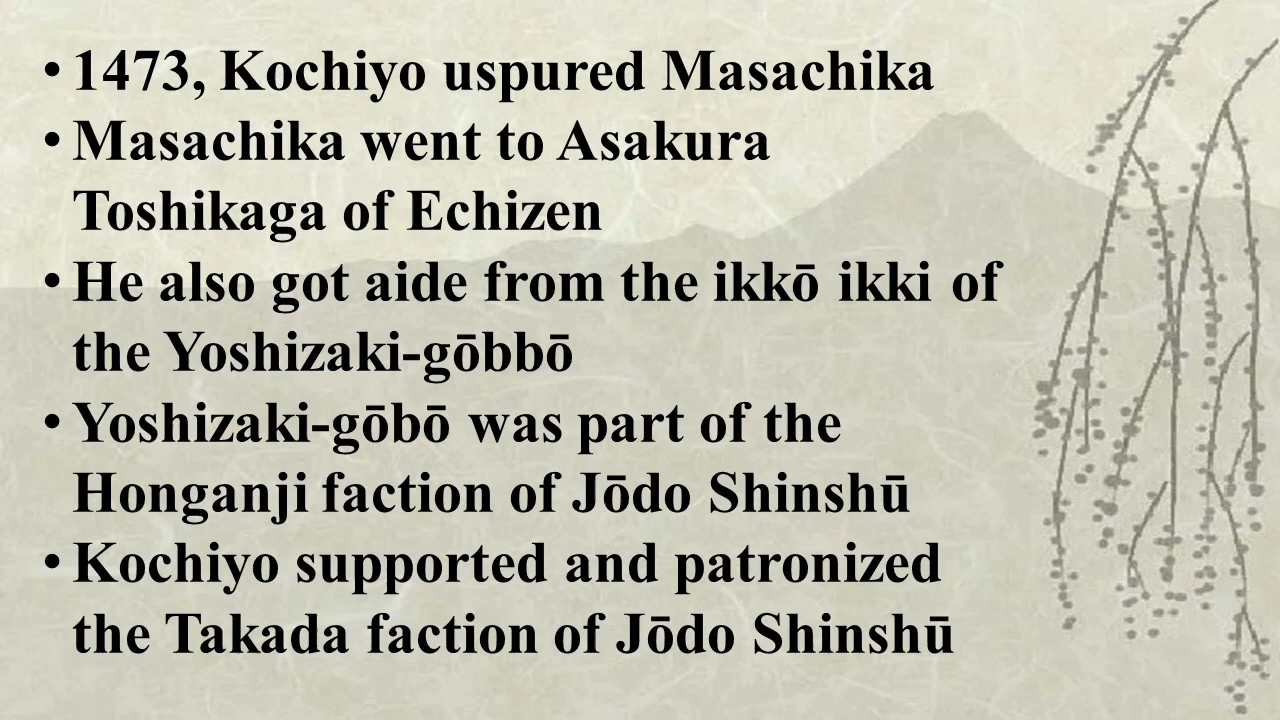 • 1473, Kochiyo uspured Masachika
• Masachika went to Asakura
Toshikaga of Echizen
• He also got aide from the ikkō ikki of
the Yoshizaki-gōbbō
• Yoshizaki-gōbō was part of the
Honganji faction of Jōdo Shinshū
• Kochiyo supported and patronized
the Takada faction of Jōdo Shinshū